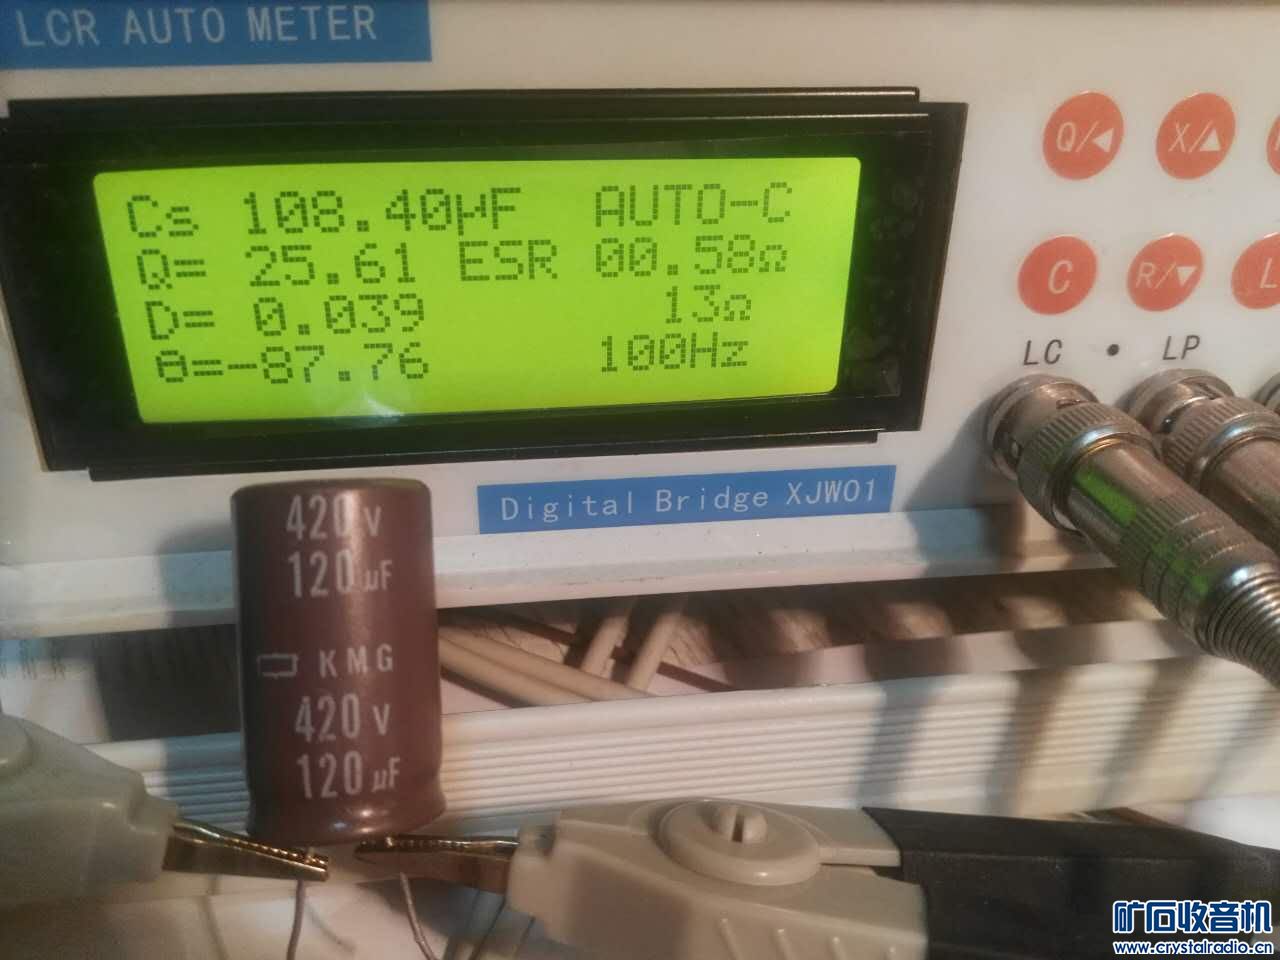 LCR AUTO METER
Cs 108.40μF AUTO-C
Q= 25.61 ESR 00.58Ω
D= 0.039 13Ω
θ=-87.76 100Hz
Q/◀ X/▲
C R/▼ L
LC • LP
Digital Bridge XJW01
420V
120μF
KMG
420V
120μF
矿石收音机
www.crystalradio.cn